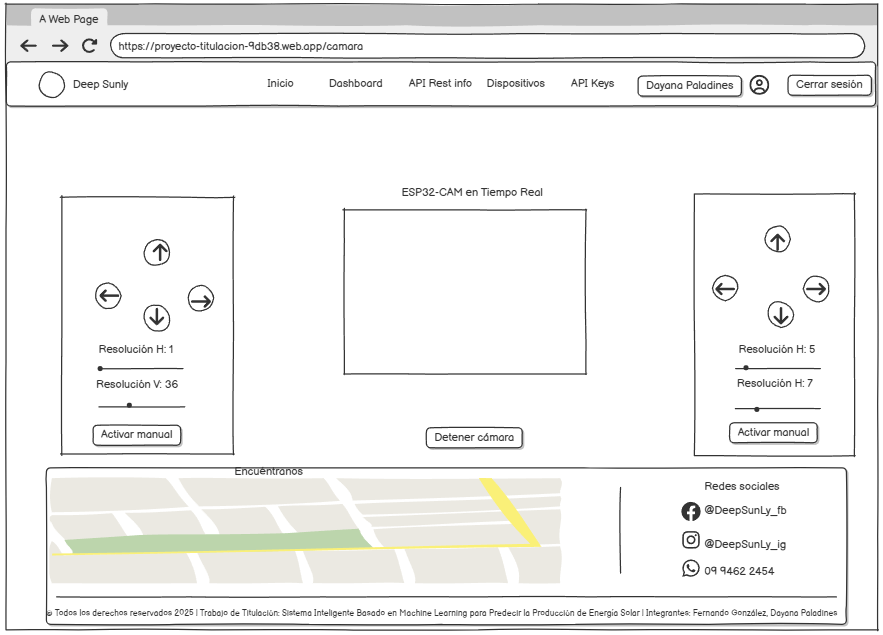 A Web Page
https://proyecto-titulacion-9db38.web.app/camara
Deep Sunly
Inicio
Dashboard
API Rest info
Dispositivos
API Keys
Dayana Paladines
Cerrar sesión
ESP32-CAM en Tiempo Real
Resolución H: 1
Resolución V: 36
Activar manual
Detener cámara
Resolución H: 5
Resolución H: 7
Activar manual
Encuéntranos
Redes sociales
@DeepSunLy_fb
@DeepSunLy_ig
09 9462 2454
© Todos los derechos reservados 2025 | Trabajo de Titulación: Sistema Inteligente Basado en Machine Learning para Predecir la Producción de Energía Solar | Integrantes: Fernando González, Dayana Paladines